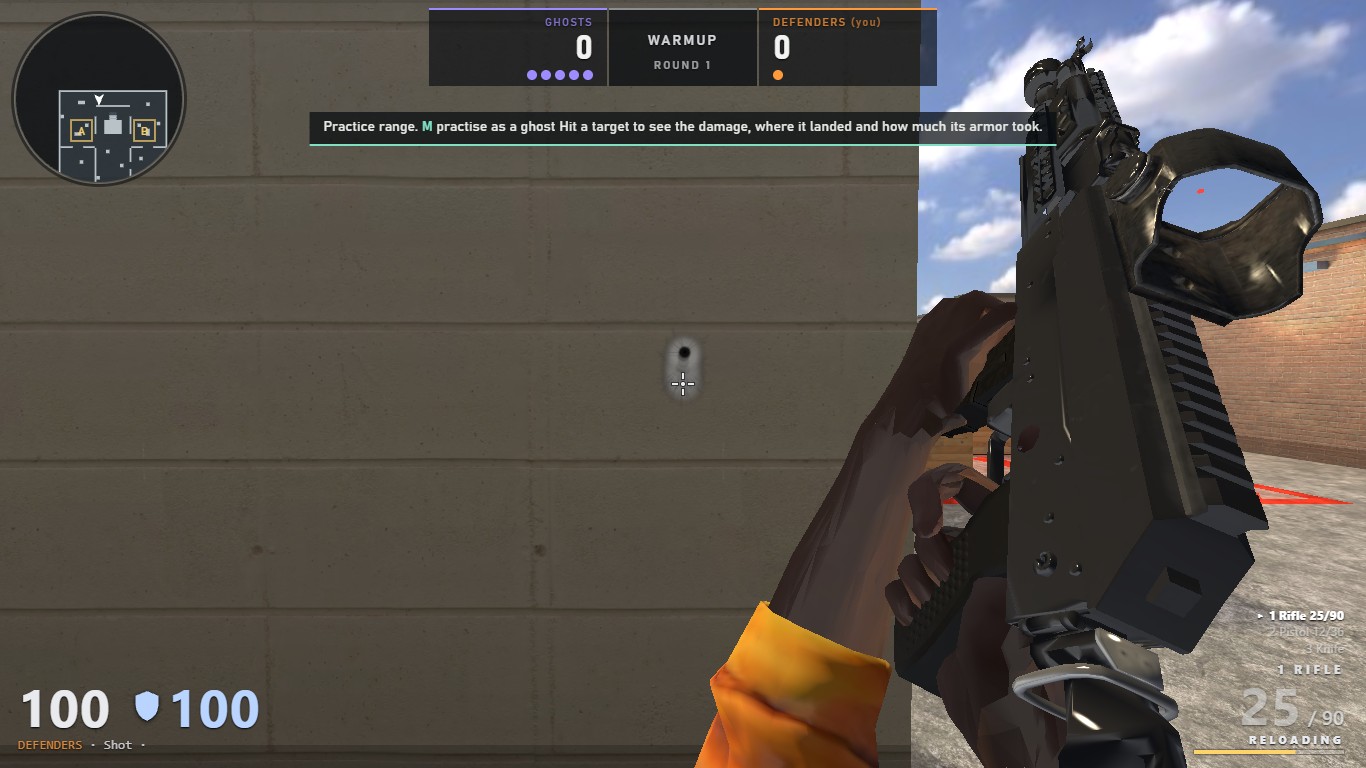 GHOSTS
0
WARMUP
ROUND 1
DEFENDERS (you)
0
Practice range. M practise as a ghost Hit a target to see the damage, where it landed and how much its armor took.
A
B
1 Rifle 25/90
2 Pistol 12/36
3 Knife
1 RIFLE
25 / 90
RELOADING
100 100
DEFENDERS · Shot ·